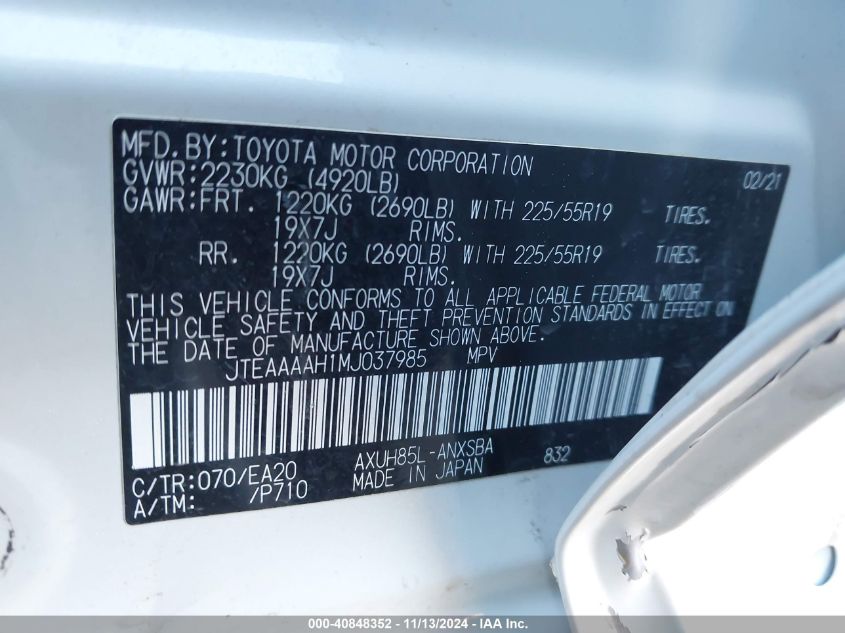 MFD.BY:TOYOTA MOTOR CORPORATION 02/21
GVWR:2230KG (4920LB)
GAWR:FRT. 1220KG (2690LB) WITH 225/55R19 TIRES.
19X7J RIMS.
RR. 1220KG (2690LB) WITH 225/55R19 TIRES.
19X7J RIMS.
THIS VEHICLE CONFORMS TO ALL APPLICABLE FEDERAL MOTOR
VEHICLE SAFETY AND THEFT PREVENTION STANDARDS IN EFFECT ON
THE DATE OF MANUFACTURE SHOWN ABOVE.
JTEAAAAH1MJ037985 MPV
C/TR:070/EA20 AXUH85L-ANXSBA 832
A/TM: /P710 MADE IN JAPAN
000-40848352 - 11/13/2024 - IAA Inc.